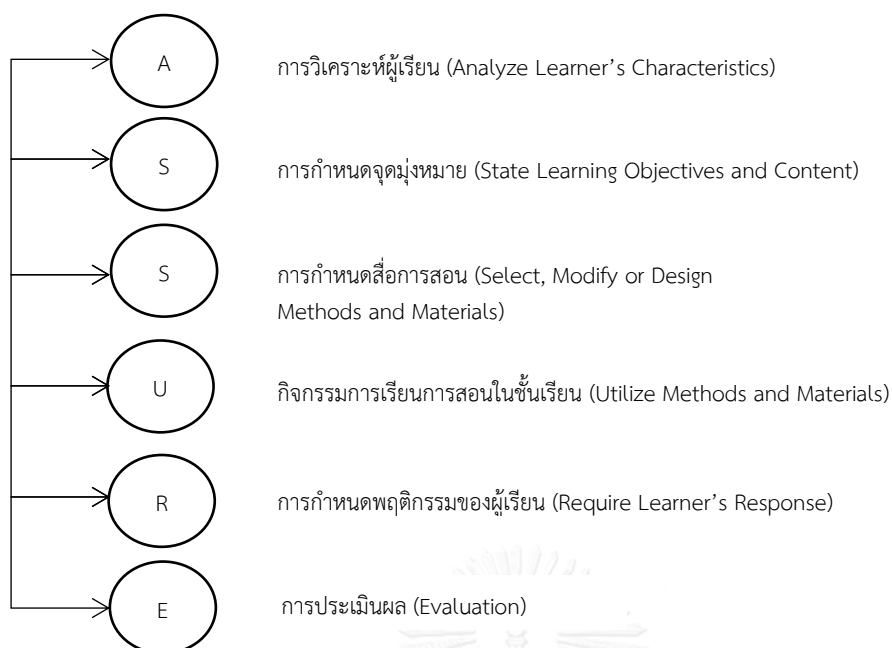 A
การวิเคราะห์ผู้เรียน (Analyze Learner’s Characteristics)
S
การกำหนดจุดมุ่งหมาย (State Learning Objectives and Content)
S
การกำหนดสื่อการสอน (Select, Modify or Design
Methods and Materials)
U
กิจกรรมการเรียนการสอนในชั้นเรียน (Utilize Methods and Materials)
R
การกำหนดพฤติกรรมของผู้เรียน (Require Learner’s Response)
E
การประเมินผล (Evaluation)